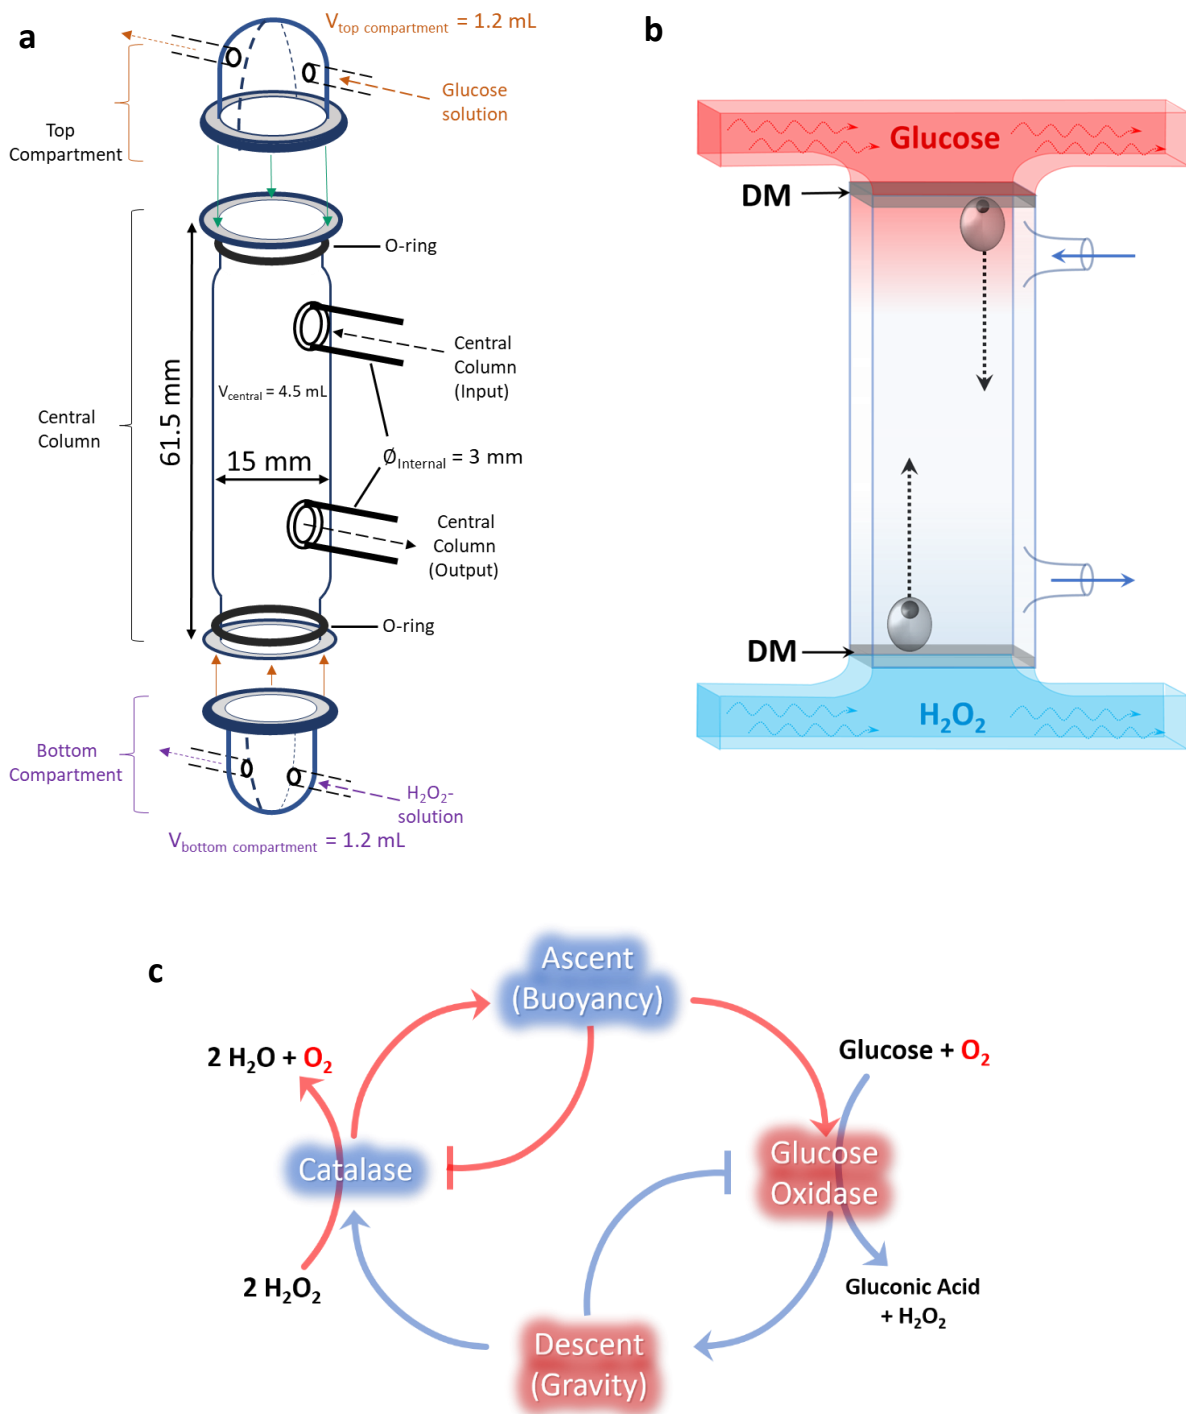 a
V_top compartment = 1.2 mL
Glucose
solution
Top
Compartment
O-ring
Central
Column
(Input)
V_central = 4.5 mL
Central
Column
61.5 mm
15 mm
Ø_Internal = 3 mm
Central
Column
(Output)
O-ring
Bottom
Compartment
H₂O₂-
solution
V_bottom compartment = 1.2 mL
b
Glucose
DM
DM
H₂O₂
c
Ascent
(Buoyancy)
2 H₂O + O₂
Glucose + O₂
Catalase
Glucose
Oxidase
2 H₂O₂
Gluconic Acid
+ H₂O₂
Descent
(Gravity)